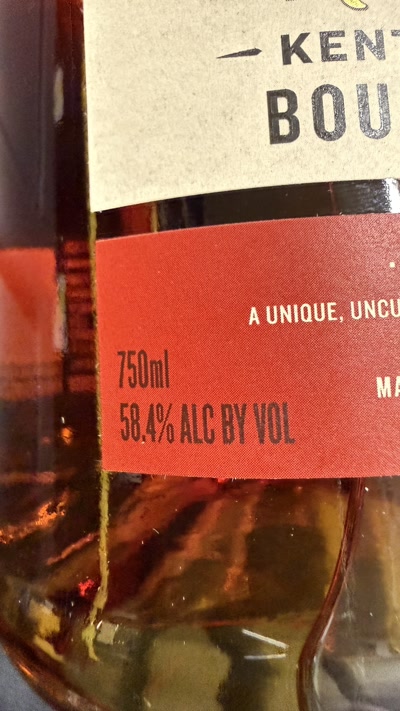 KENT
BOU
A UNIQUE, UNCU
750ml
MA
58.4% ALC BY VOL